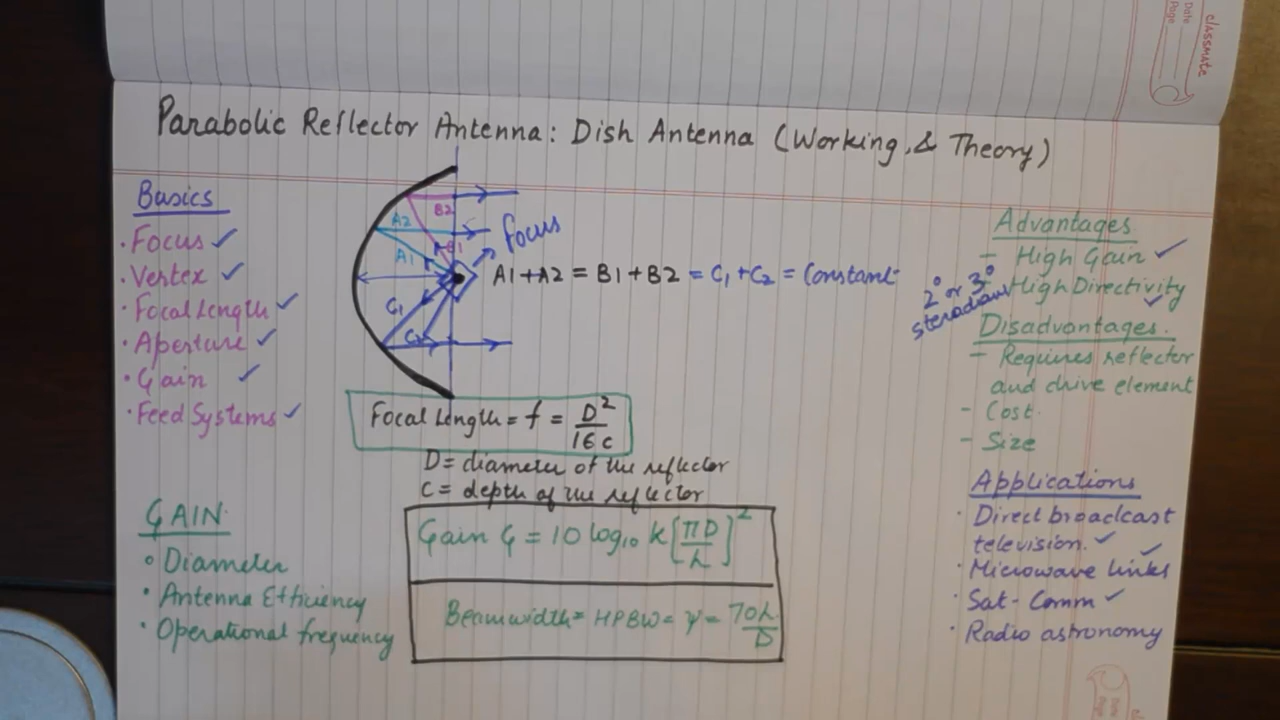 classmate
Date
Page
Parabolic Reflector Antenna: Dish Antenna (Working, & Theory)
Basics
· Focus ✓
· Vertex ✓
· Focal Length ✓
· Aperture ✓
· Gain ✓
· Feed Systems ✓
B2
A2
B1
A1
C1
C2
Focus
A1+A2 = B1+B2 = C1+C2 = Constant
Focal Length = f = D²/16c
D = diameter of the reflector
C = depth of the reflector
Gain G = 10 log10 k[πD/λ]²
Beamwidth = HPBW = ψ = 70λ/D
GAIN
· Diameter
· Antenna Efficiency
· Operational frequency
Advantages
- High Gain ✓
- High Directivity ✓
2° or 3°
steradians
Disadvantages.
- Requires reflector
and drive element
- Cost.
- Size
Applications
· Direct broadcast
television. ✓
· Microwave links ✓
· Sat-Comm ✓
· Radio astronomy
Date
Page